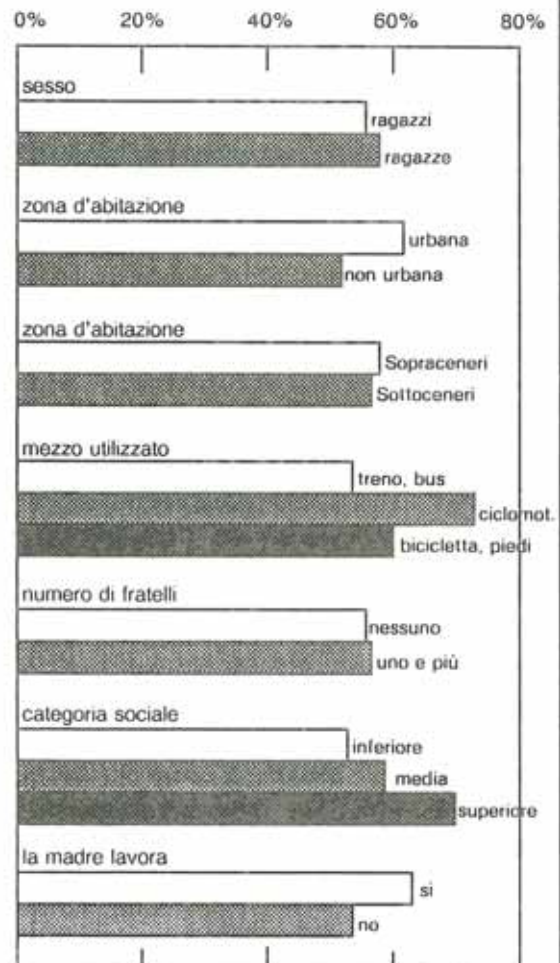 0% 20% 40% 60% 80%
sesso
ragazzi
ragazze
zona d'abitazione
urbana
non urbana
zona d'abitazione
Sopraceneri
Sottoceneri
mezzo utilizzato
treno, bus
ciclomot.
bicicletta, piedi
numero di fratelli
nessuno
uno e più
categoria sociale
inferiore
media
superiore
la madre lavora
si
no